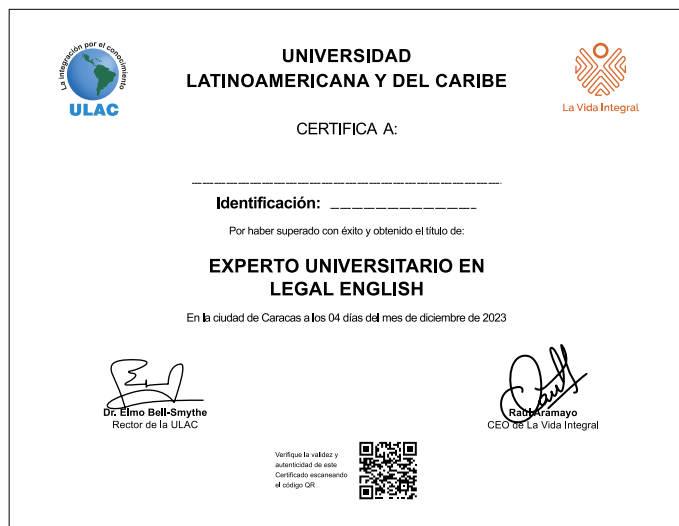 La integración por el conocimiento
ULAC
UNIVERSIDAD
LATINOAMERICANA Y DEL CARIBE
La Vida Integral
CERTIFICA A:
Identificación:
Por haber superado con éxito y obtenido el título de:
EXPERTO UNIVERSITARIO EN
LEGAL ENGLISH
En la ciudad de Caracas a los 04 días del mes de diciembre de 2023
Dr. Elmo Bell-Smythe
Rector de la ULAC
Raúl Aramayo
CEO de La Vida Integral
Verifique la validez y
autenticidad de este
Certificado escaneando
el código QR